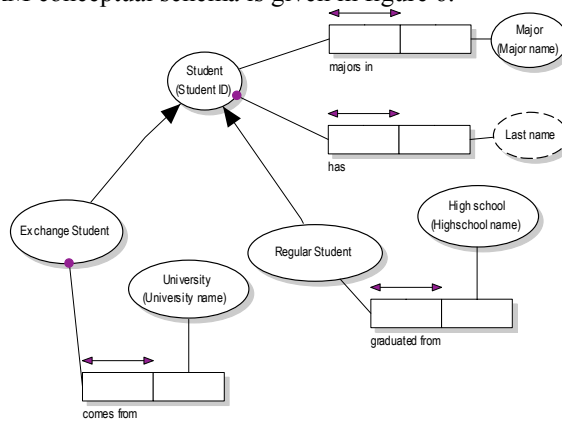 M conceptual schema is given in figure 6.
Major
(Major name)
majors in
Student
(Student ID)
Last name
has
High school
(Highschool name)
Exchange Student
Regular Student
University
(University name)
graduated from
comes from